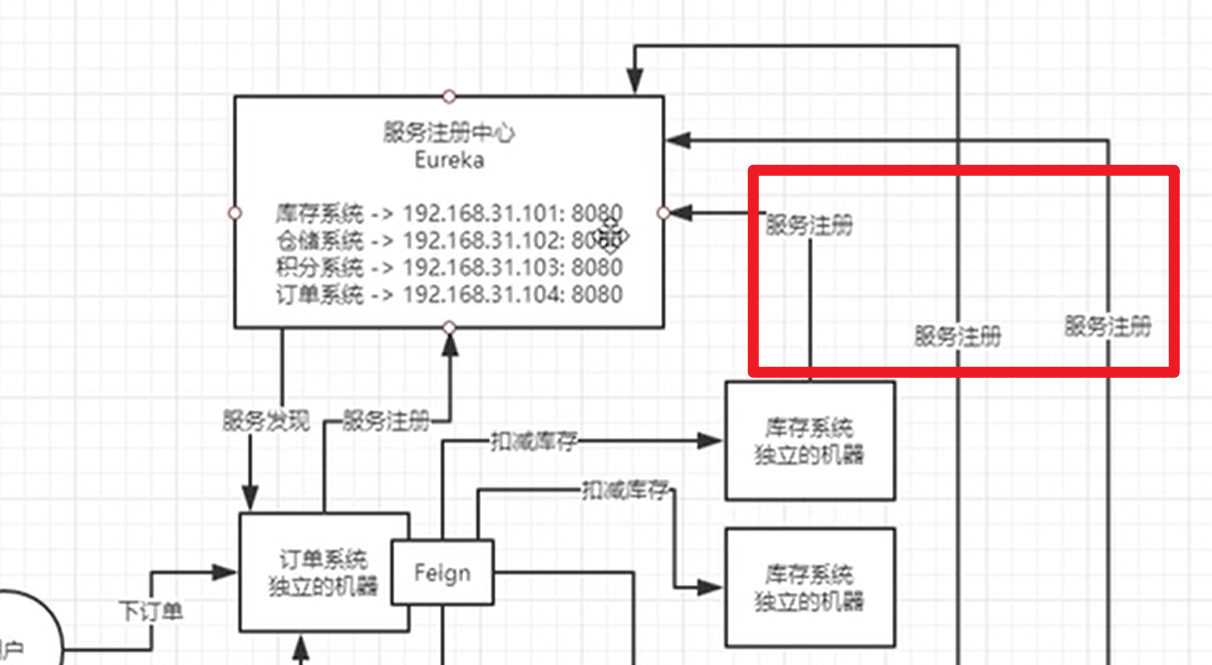 服务注册中心
Eureka
库存系统 -> 192.168.31.101: 8080
仓储系统 -> 192.168.31.102: 8080
积分系统 -> 192.168.31.103: 8080
订单系统 -> 192.168.31.104: 8080
服务注册
服务注册
服务注册
服务发现
服务注册
扣减库存
库存系统
独立的机器
扣减库存
订单系统
独立的机器
Feign
库存系统
独立的机器
下订单
户